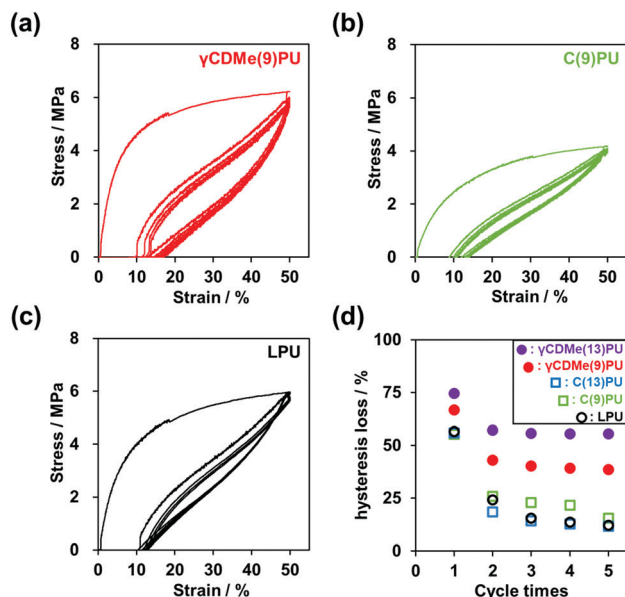 (a)
γCDMe(9)PU
Stress / MPa
8
6
4
2
0
0 10 20 30 40 50
Strain / %
(b)
C(9)PU
Stress / MPa
8
6
4
2
0
0 10 20 30 40 50
Strain / %
(c)
LPU
Stress / MPa
8
6
4
2
0
0 10 20 30 40 50
Strain / %
(d)
hysteresis loss / %
100
75
50
25
0
: γCDMe(13)PU
: γCDMe(9)PU
: C(13)PU
: C(9)PU
: LPU
1 2 3 4 5
Cycle times